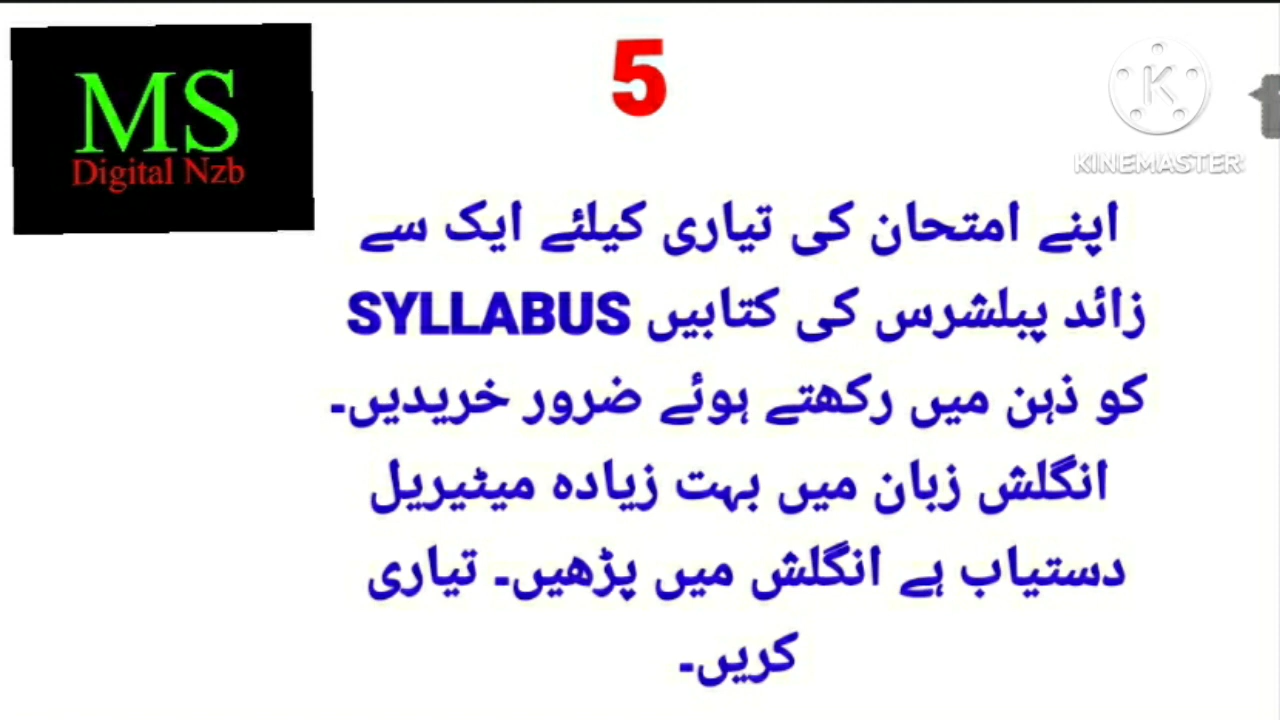 MS
Digital Nzb
5
KINEMASTER
اپنے امتحان کی تیاری کیلئے ایک سے
زائد پبلشرس کی کتابیں SYLLABUS
کو ذہن میں رکھتے ہوئے ضرور خریدیں۔
انگلش زبان میں بہت زیادہ میٹیریل
دستیاب ہے انگلش میں پڑھیں۔ تیاری
کریں۔